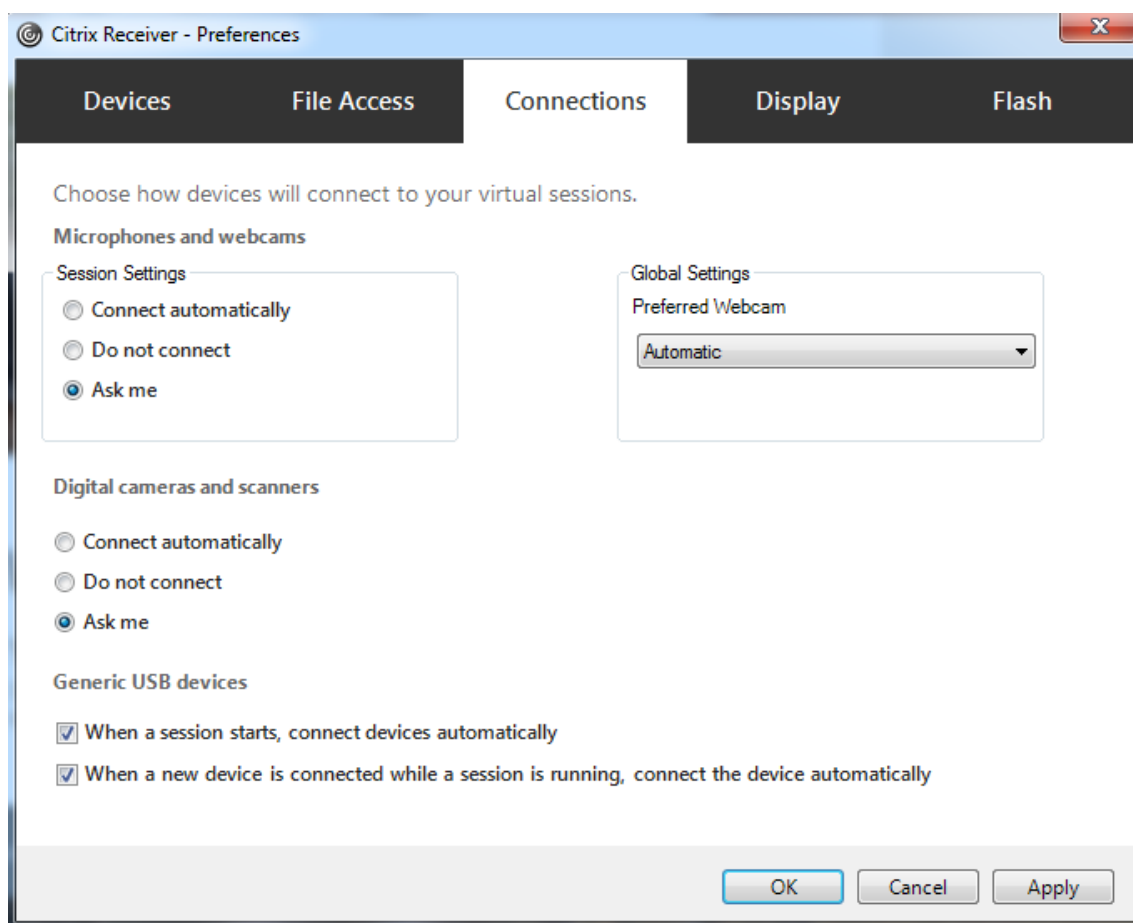 Citrix Receiver - Preferences
Devices File Access Connections Display Flash
Choose how devices will connect to your virtual sessions.
Microphones and webcams
Session Settings
Connect automatically
Do not connect
Ask me
Global Settings
Preferred Webcam
Automatic
Digital cameras and scanners
Connect automatically
Do not connect
Ask me
Generic USB devices
When a session starts, connect devices automatically
When a new device is connected while a session is running, connect the device automatically
OK Cancel Apply